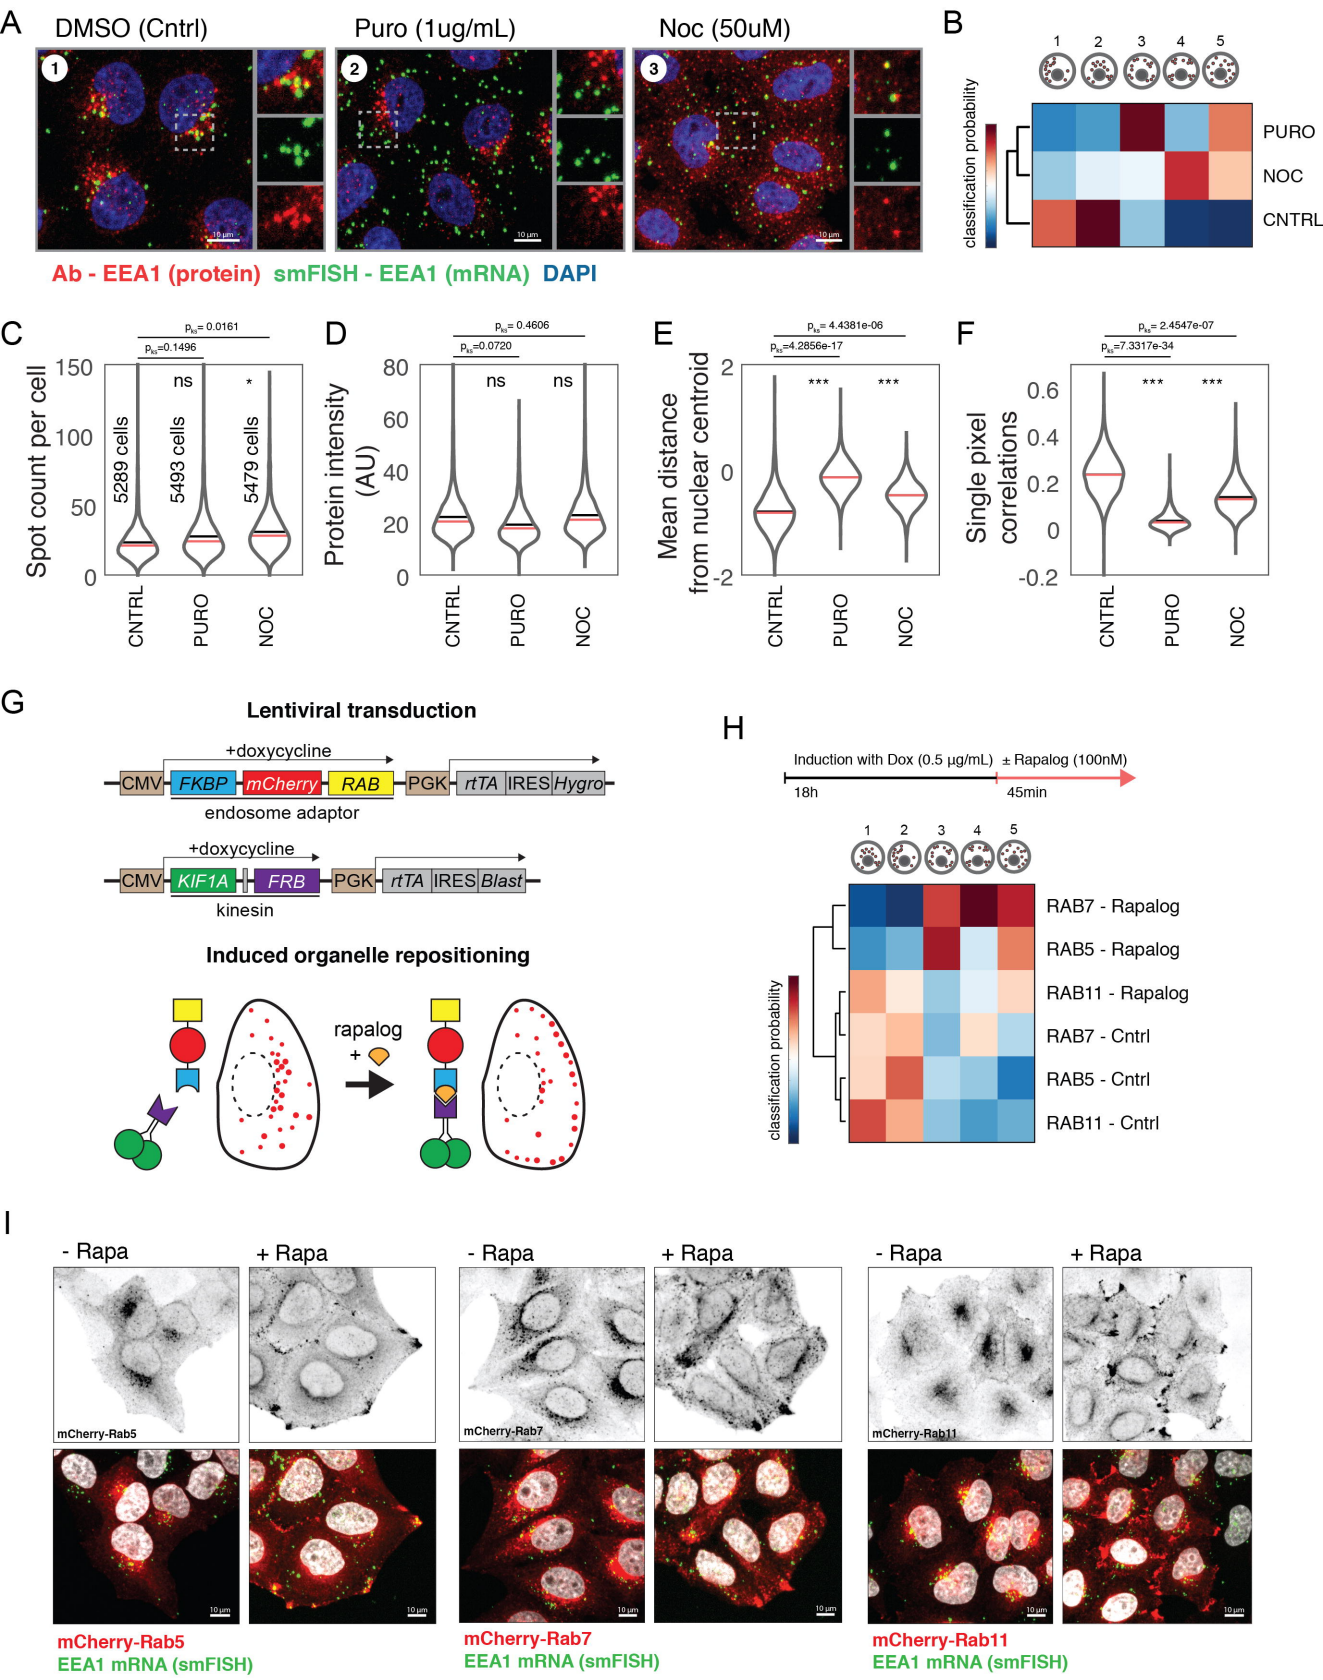 A
DMSO (Cntrl)
Puro (1ug/mL)
Noc (50uM)
1
2
3
10 µm
10 µm
10 µm
Ab - EEA1 (protein) smFISH - EEA1 (mRNA) DAPI
B
1 2 3 4 5
classification probability
PURO
NOC
CNTRL
C
pks= 0.0161
pks=0.1496
Spot count per cell
150
100
50
0
ns
*
5289 cells
5493 cells
5479 cells
CNTRL
PURO
NOC
D
pks= 0.4606
pks=0.0720
Protein intensity
(AU)
80
60
40
20
0
ns
ns
CNTRL
PURO
NOC
E
pks= 4.4381e-06
pks=4.2856e-17
Mean distance
from nuclear centroid
2
0
-2
***
***
CNTRL
PURO
NOC
F
pks= 2.4547e-07
pks=7.3317e-34
Single pixel
correlations
0.6
0.4
0.2
0
-0.2
***
***
CNTRL
PURO
NOC
G
Lentiviral transduction
+doxycycline
CMV FKBP mCherry RAB PGK rtTA IRES Hygro
endosome adaptor
+doxycycline
CMV KIF1A FRB PGK rtTA IRES Blast
kinesin
Induced organelle repositioning
rapalog
+
H
Induction with Dox (0.5 µg/mL) ± Rapalog (100nM)
18h 45min
1 2 3 4 5
classification probability
RAB7 - Rapalog
RAB5 - Rapalog
RAB11 - Rapalog
RAB7 - Cntrl
RAB5 - Cntrl
RAB11 - Cntrl
I
- Rapa
+ Rapa
- Rapa
+ Rapa
- Rapa
+ Rapa
mCherry-Rab5
mCherry-Rab7
mCherry-Rab11
10 µm
10 µm
10 µm
10 µm
10 µm
10 µm
mCherry-Rab5
EEA1 mRNA (smFISH)
mCherry-Rab7
EEA1 mRNA (smFISH)
mCherry-Rab11
EEA1 mRNA (smFISH)